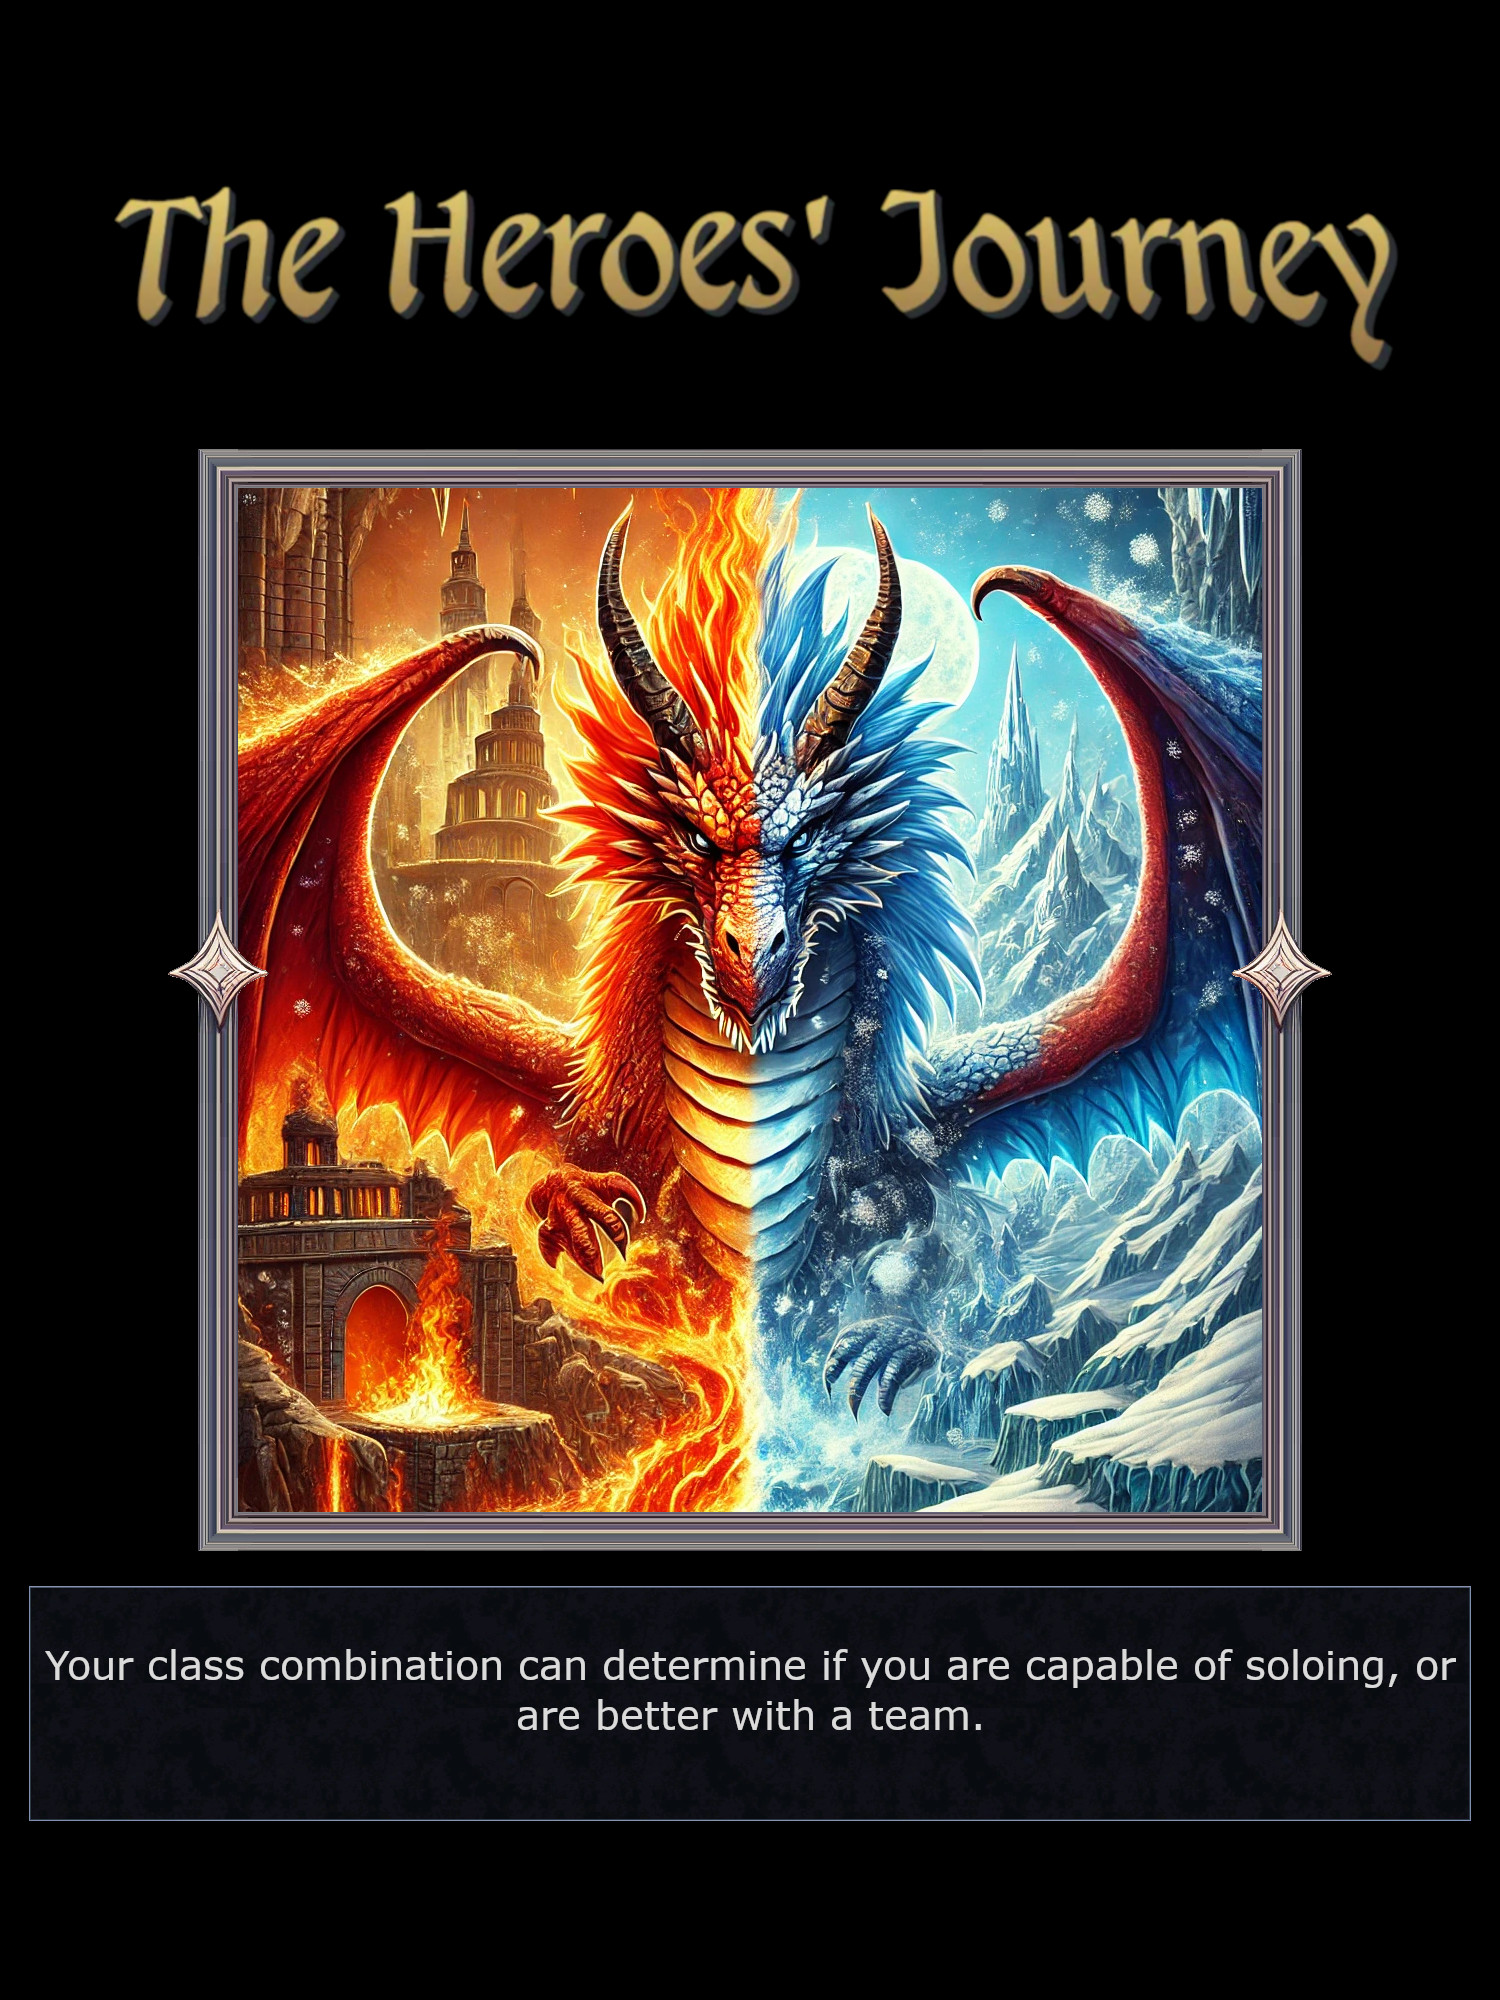 The Heroes' Journey
Your class combination can determine if you are capable of soloing, or
are better with a team.